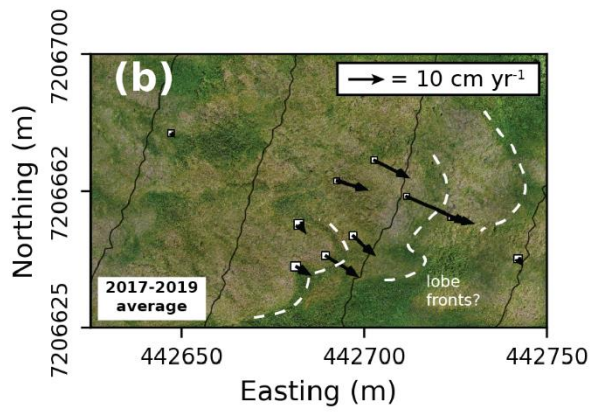 (b)
= 10 cm yr⁻¹
7206700
7206662
7206625
Northing (m)
2017-2019
average
lobe
fronts?
442650
442700
442750
Easting (m)